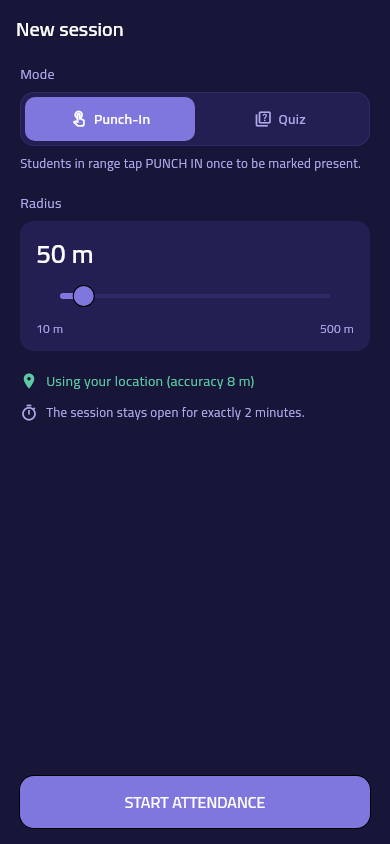 New session
Mode
Punch-In
Quiz
Students in range tap PUNCH IN once to be marked present.
Radius
50 m
10 m
500 m
Using your location (accuracy 8 m)
The session stays open for exactly 2 minutes.
START ATTENDANCE